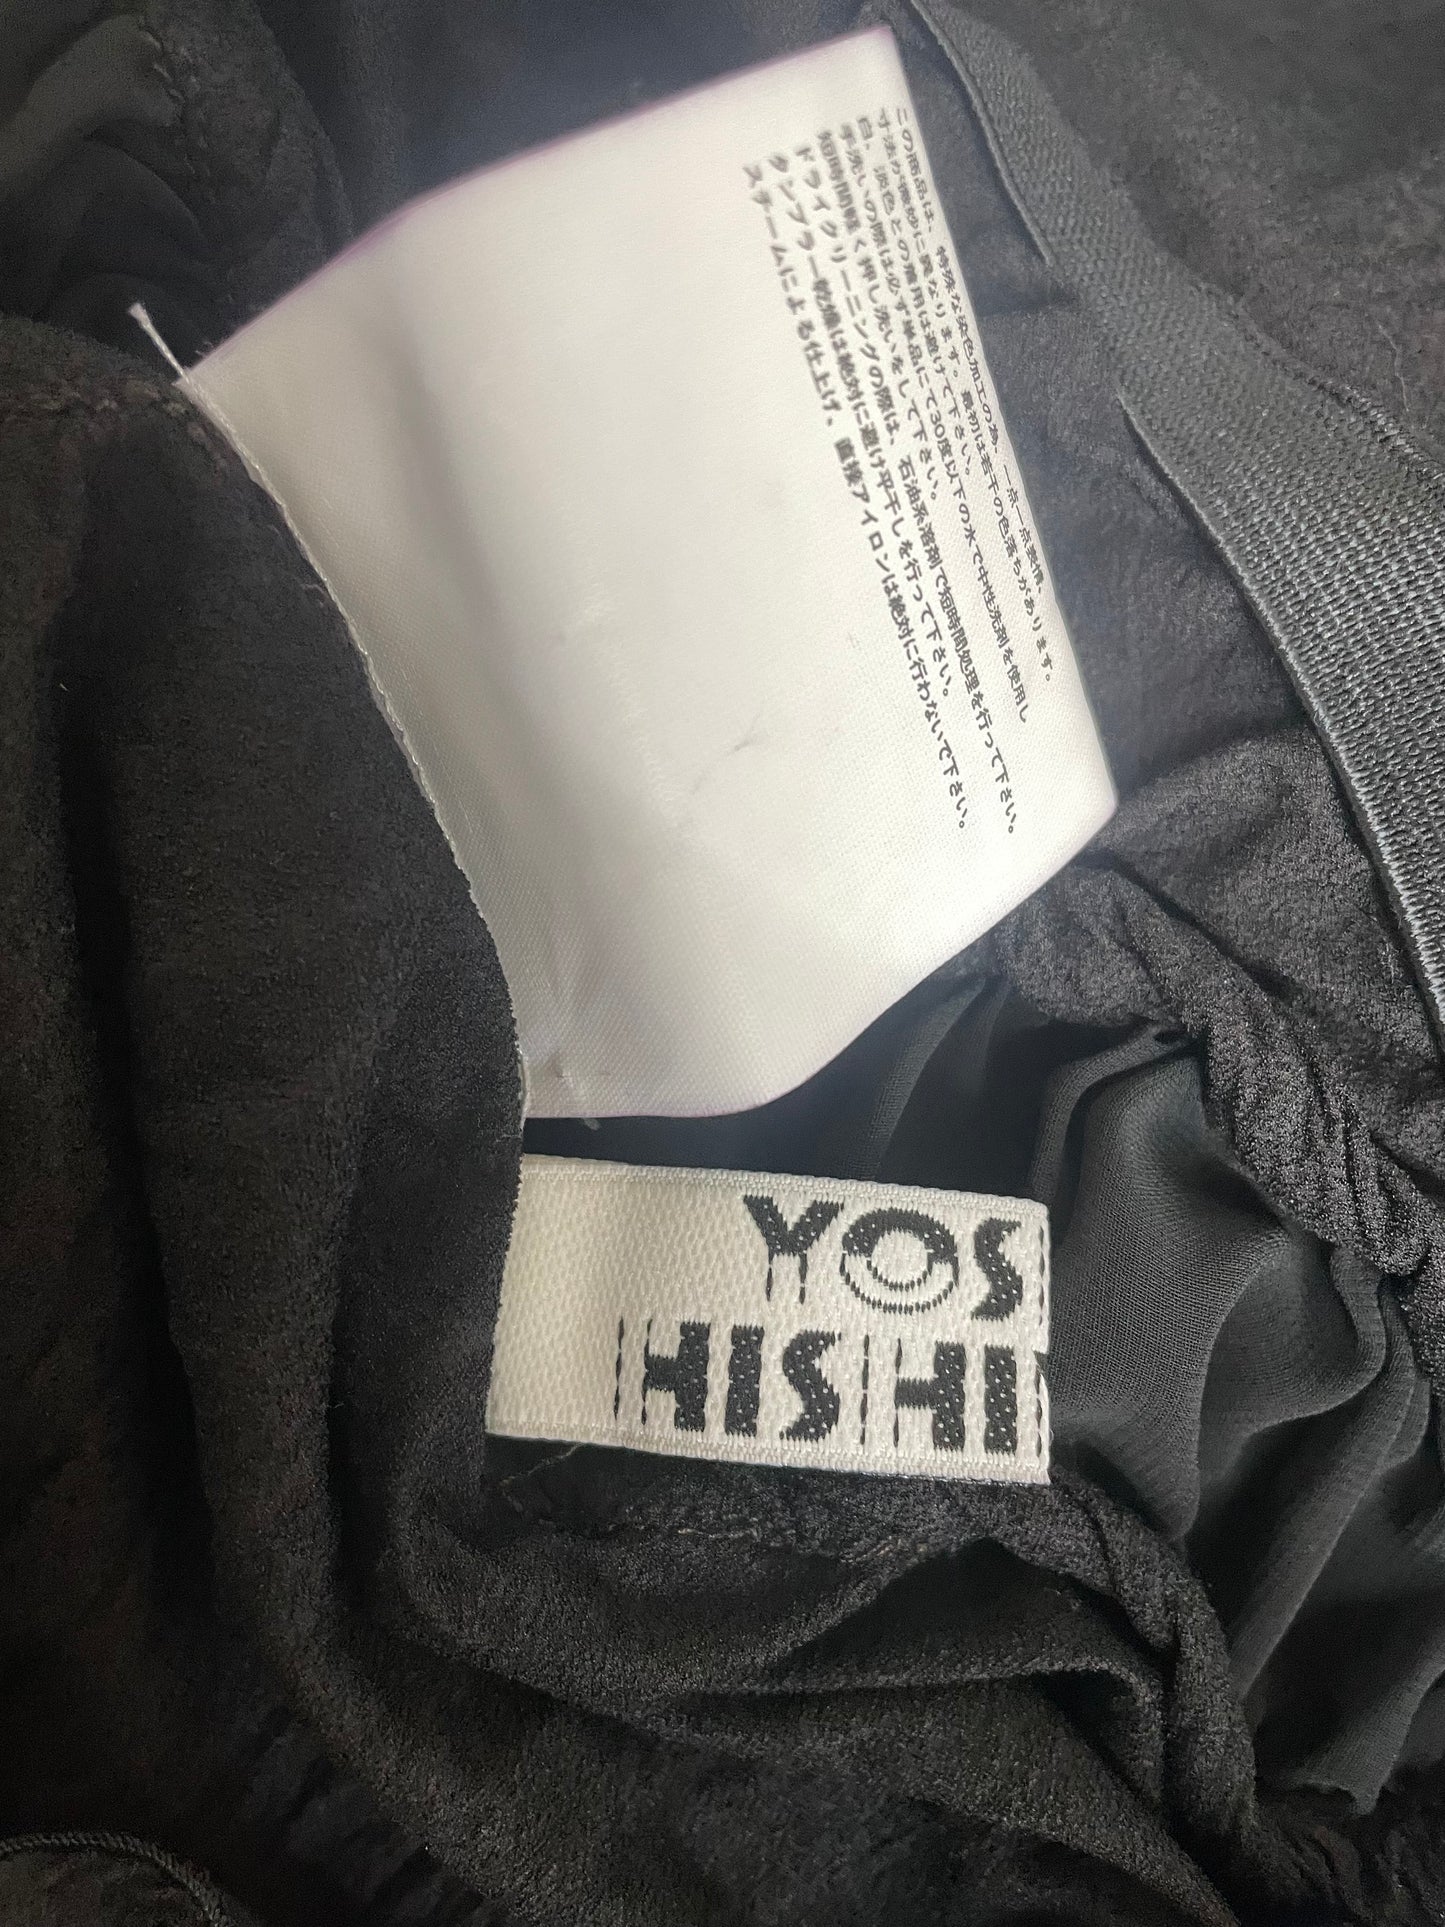 この商品は、特殊な染色加工の為、一点一点表情、
寸法が微妙に異なります。最初は若干の色落ちがあります。
白、淡色との着用は避けて下さい。
手洗いの際は必ず単品にて30度以下の水で中性洗剤を使用し
短時間軽く押し洗いをして下さい。
ドライクリーニングの際は、石油系溶剤で短時間処理を行って下さい。
タンブラー乾燥は絶対に避け平干しを行って下さい。
スチームによる仕上げ、直接アイロンは絶対に行わないで下さい。
YOS
HISHI